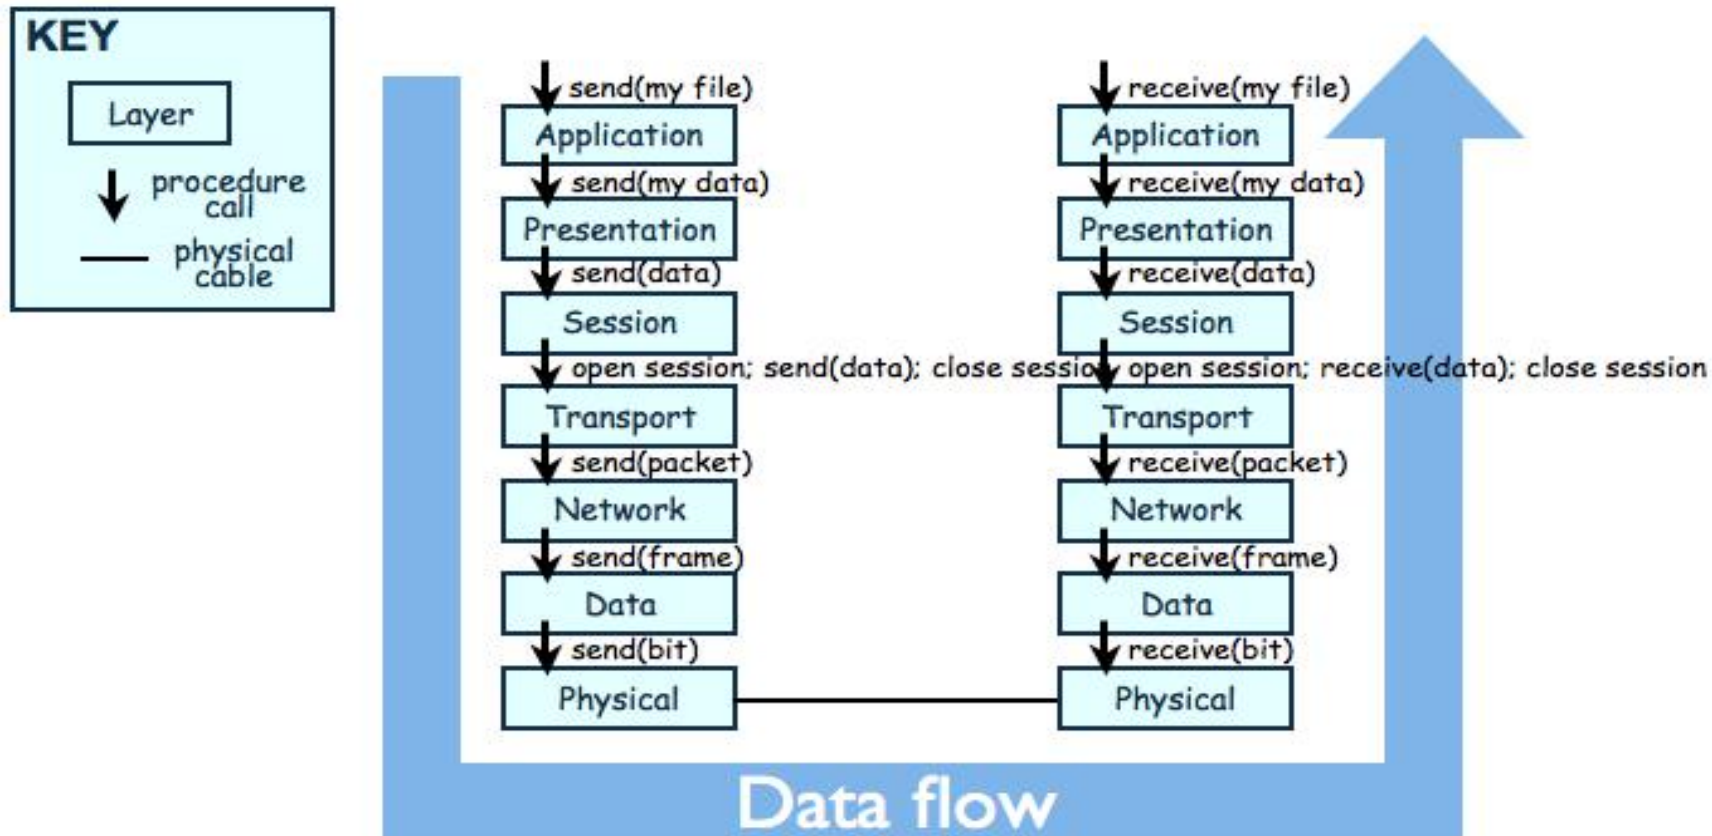 KEY
Layer
procedure
call
physical
cable
send(my file)
Application
send(my data)
Presentation
send(data)
Session
open session; send(data); close session
Transport
send(packet)
Network
send(frame)
Data
send(bit)
Physical
receive(my file)
Application
receive(my data)
Presentation
receive(data)
Session
open session; receive(data); close session
Transport
receive(packet)
Network
receive(frame)
Data
receive(bit)
Physical
Data flow